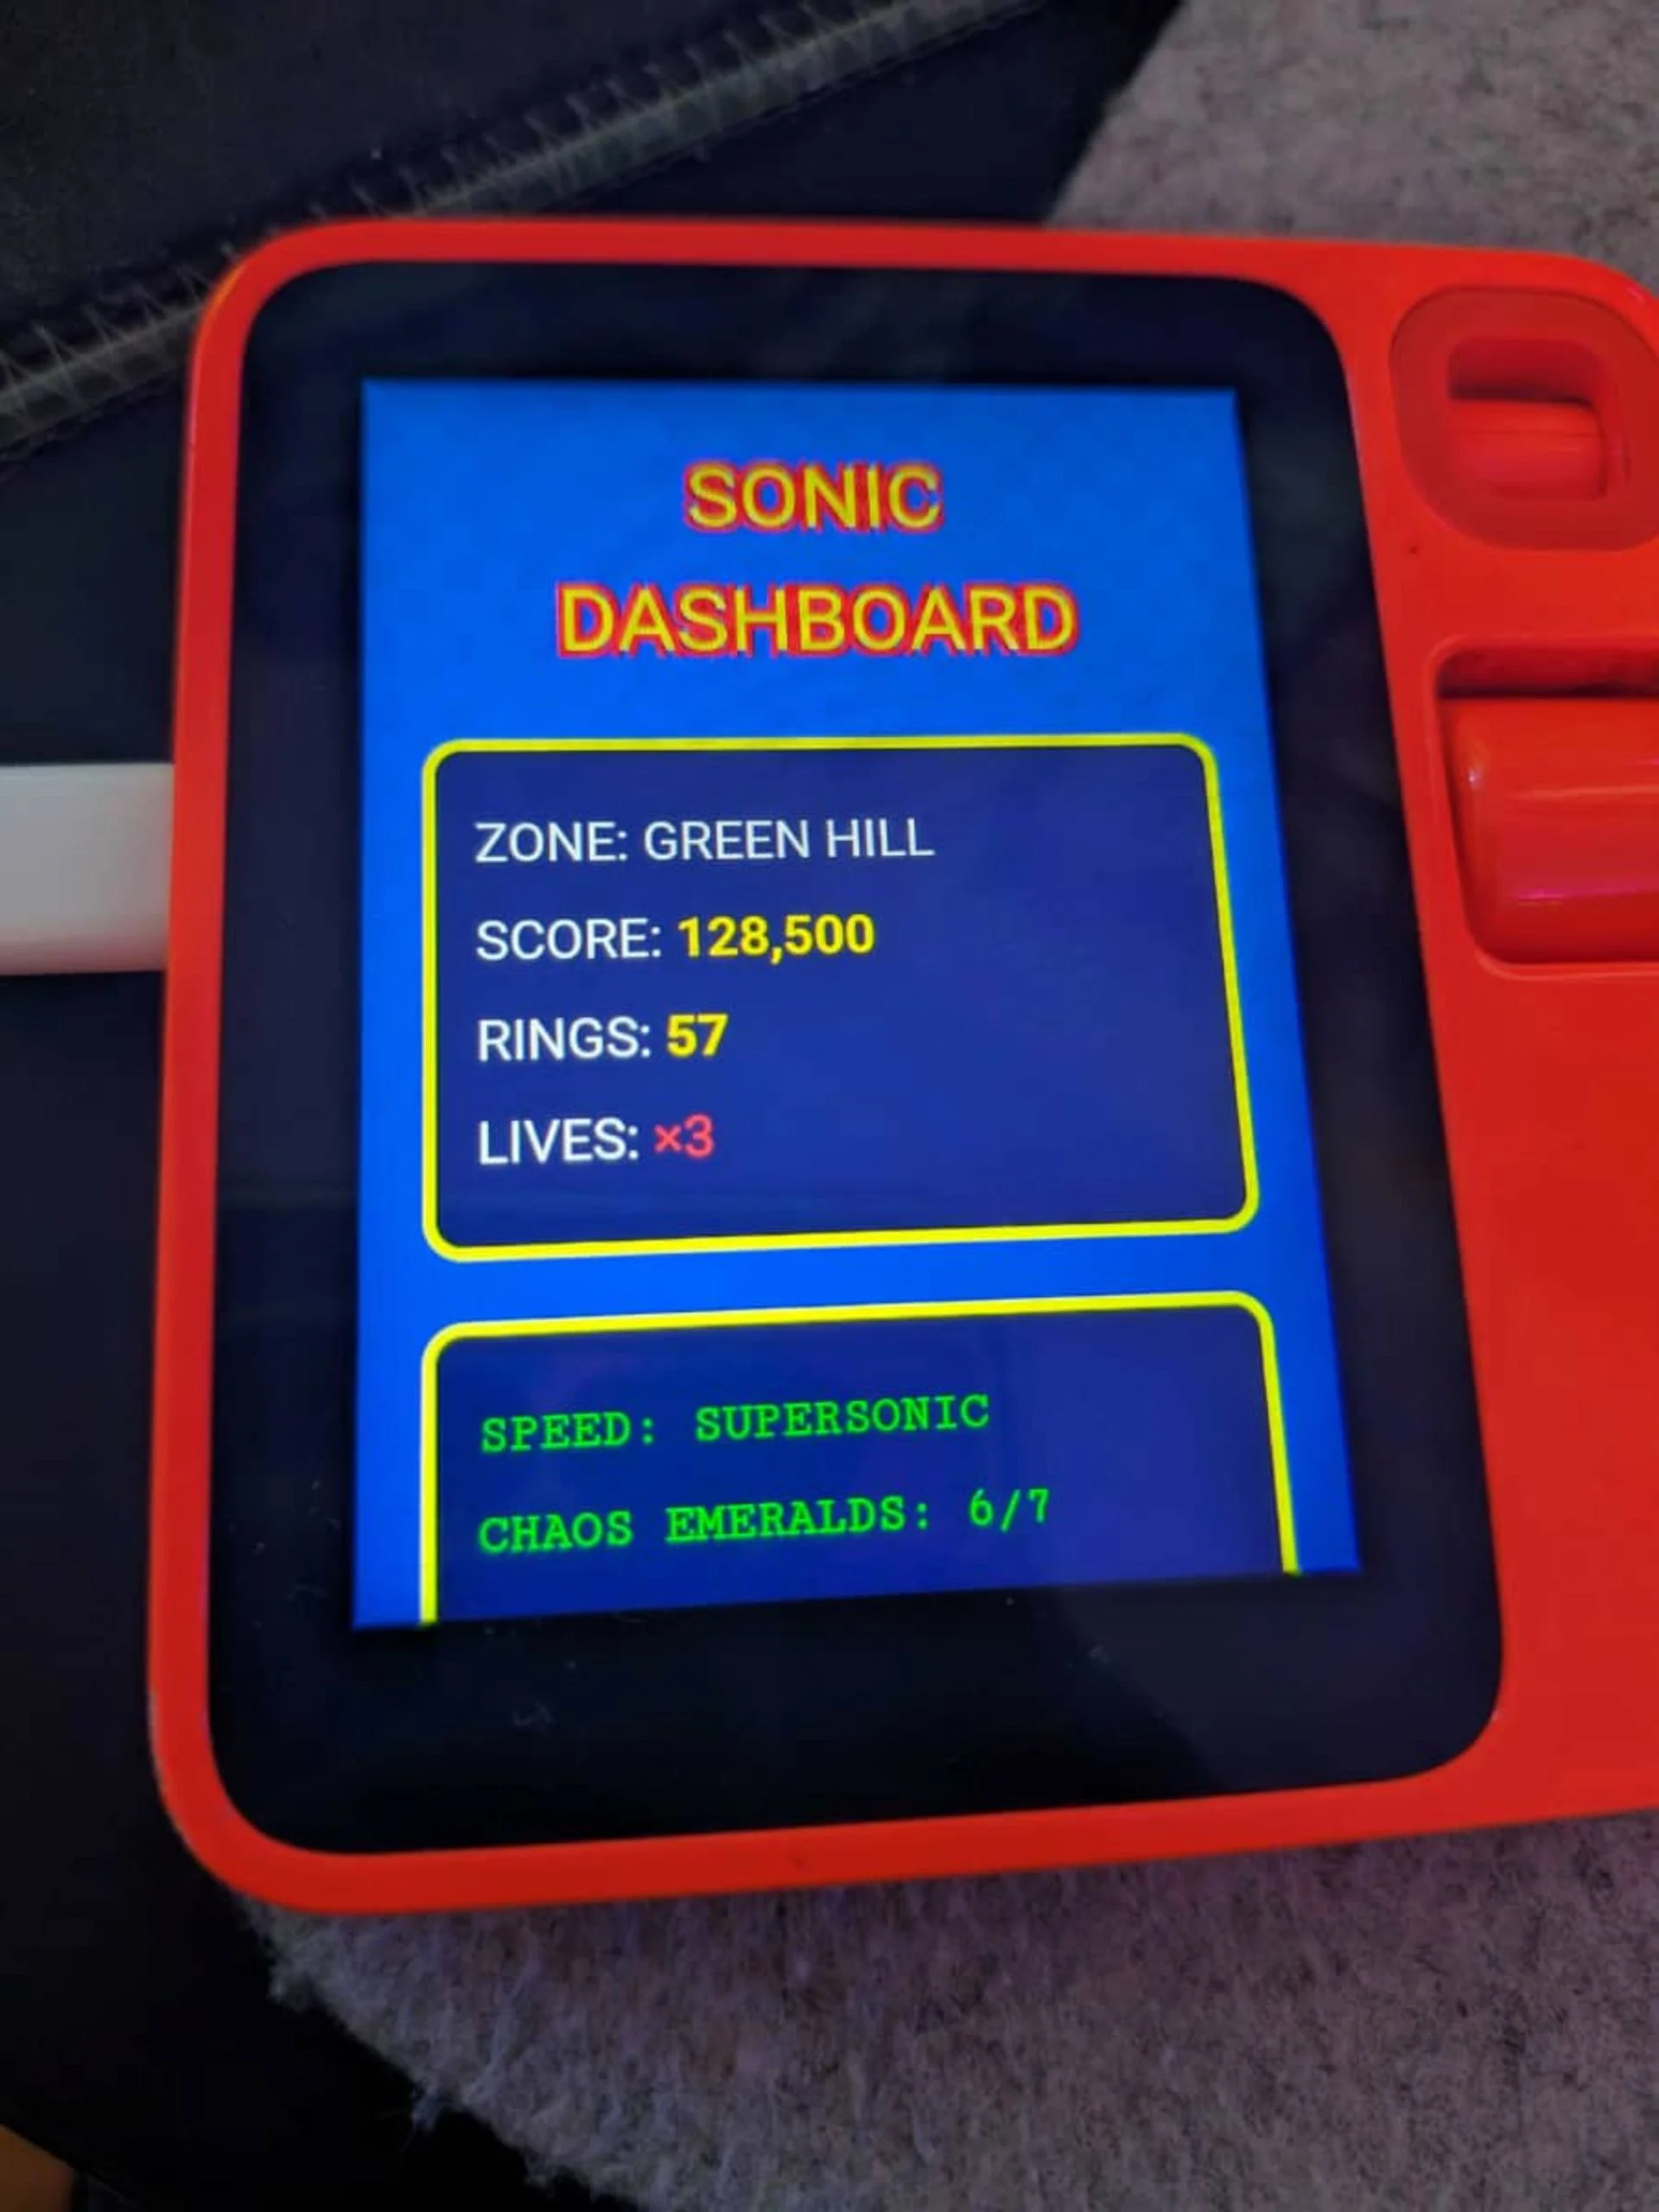 SONIC
DASHBOARD
ZONE: GREEN HILL
SCORE: 128,500
RINGS: 57
LIVES: ×3
SPEED: SUPERSONIC
CHAOS EMERALDS: 6/7